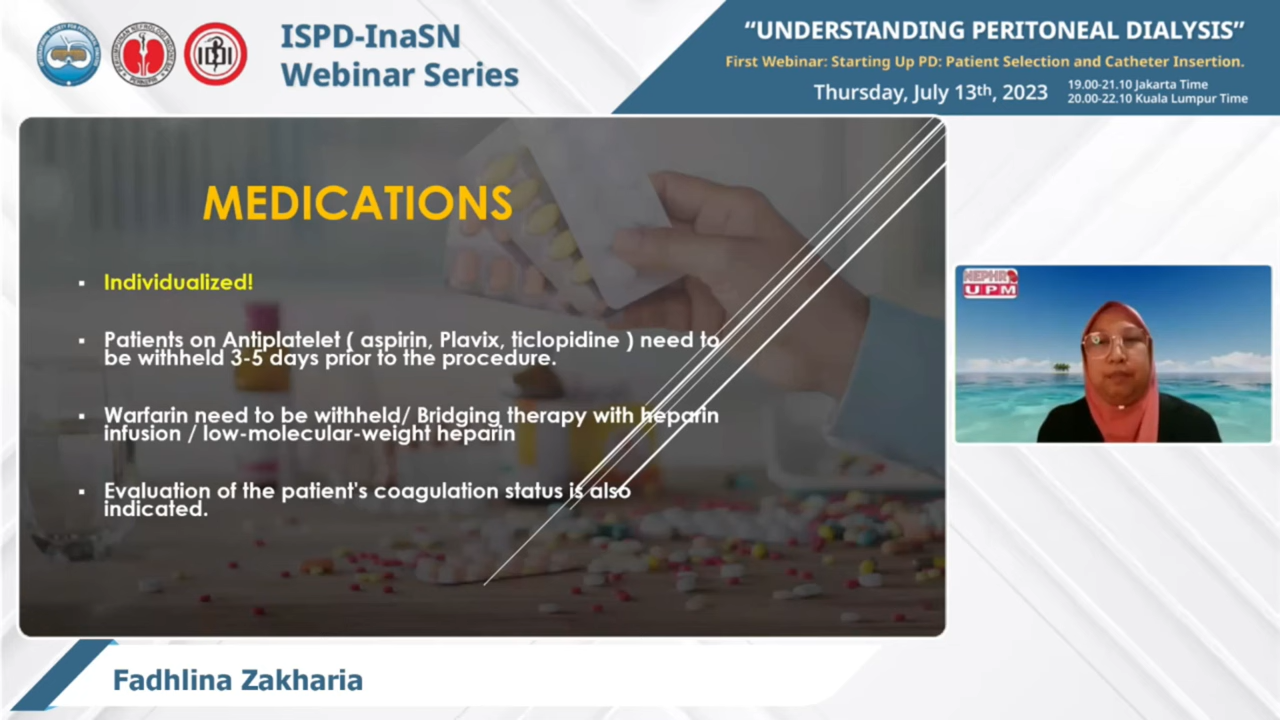 ISPD-InaSN
Webinar Series
“UNDERSTANDING PERITONEAL DIALYSIS”
First Webinar: Starting Up PD: Patient Selection and Catheter Insertion.
Thursday, July 13th, 2023
19.00-21.10 Jakarta Time
20.00-22.10 Kuala Lumpur Time
MEDICATIONS
▪ Individualized!
▪ Patients on Antiplatelet ( aspirin, Plavix, ticlopidine ) need to
be withheld 3-5 days prior to the procedure.
▪ Warfarin need to be withheld/ Bridging therapy with heparin
infusion / low-molecular-weight heparin
▪ Evaluation of the patient's coagulation status is also
indicated.
NEPHRO
UPM
Fadhlina Zakharia